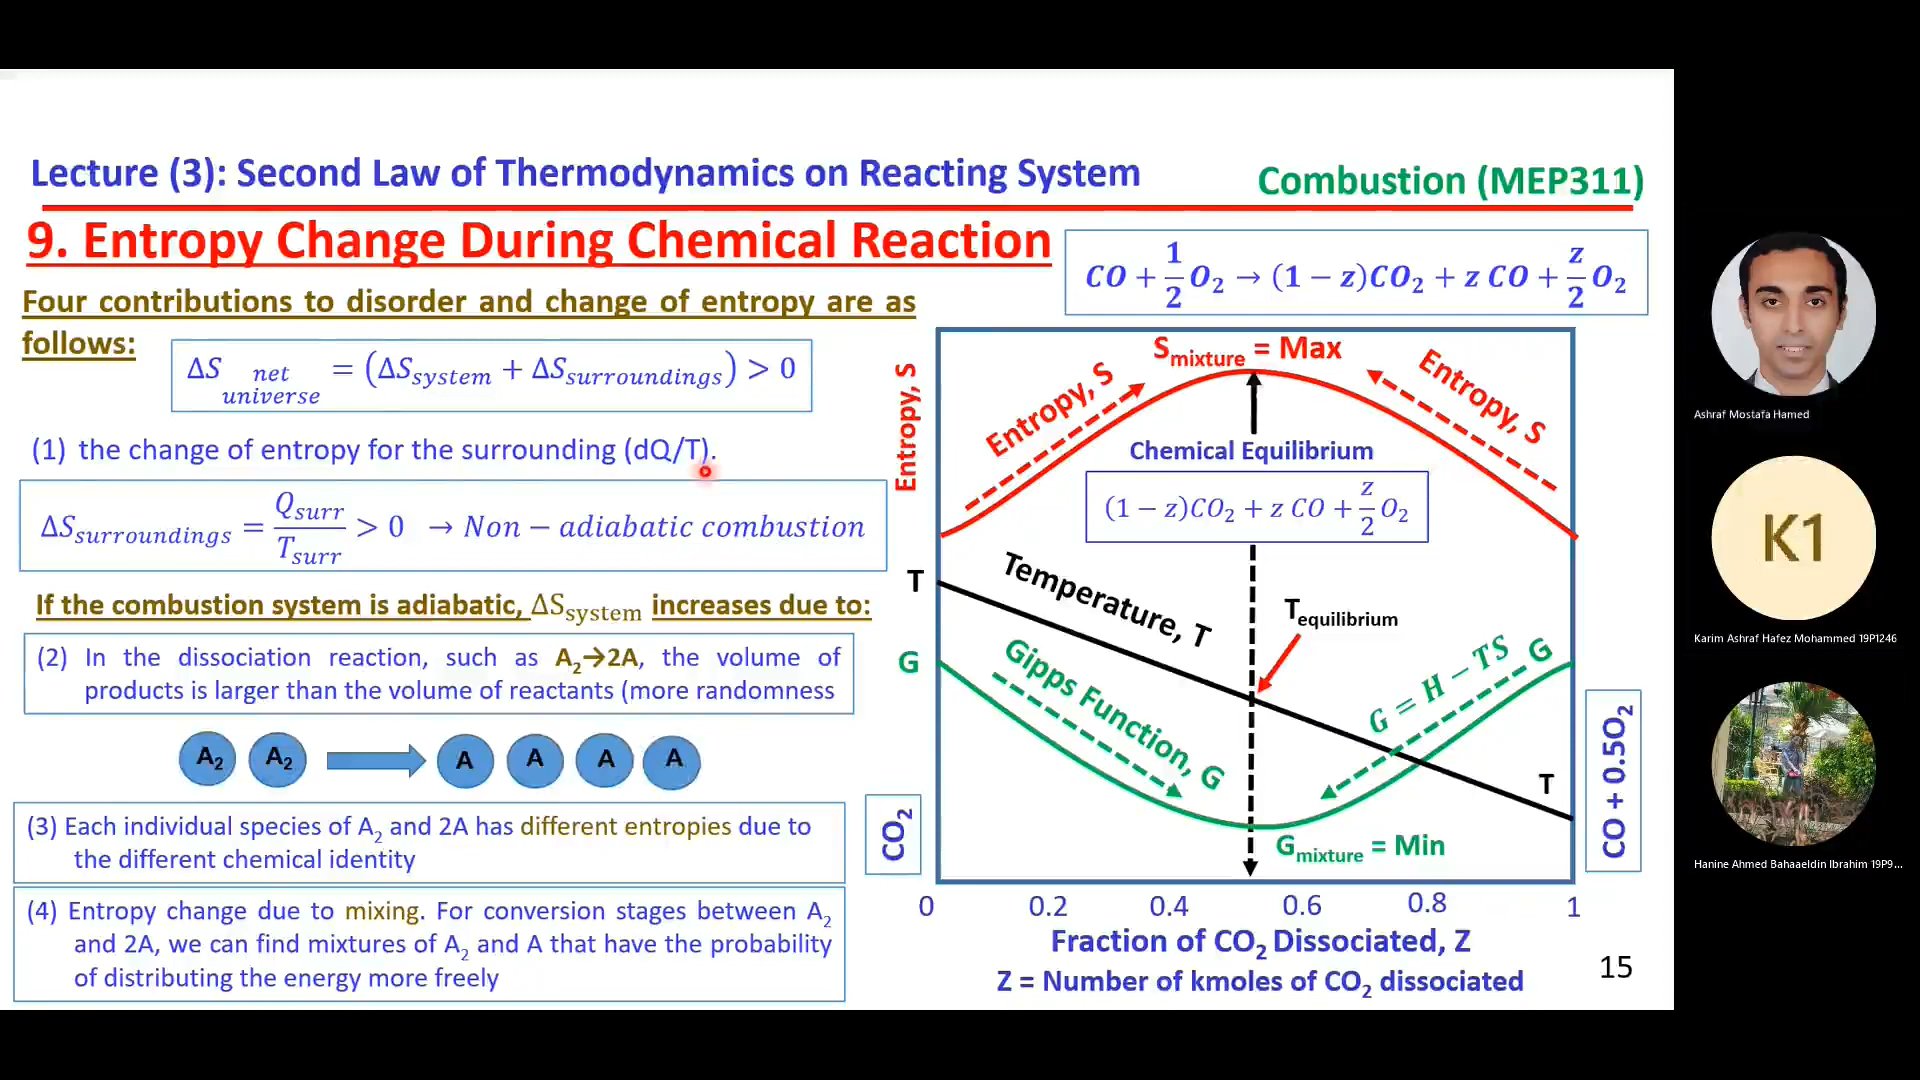 Lecture (3): Second Law of Thermodynamics on Reacting System
Combustion (MEP311)
9. Entropy Change During Chemical Reaction
CO + 1/2 O₂ → (1 − z)CO₂ + z CO + z/2 O₂
Four contributions to disorder and change of entropy are as
follows:
ΔS net universe = (ΔSsystem + ΔSsurroundings) > 0
(1) the change of entropy for the surrounding (dQ/T).
ΔSsurroundings = Qsurr/Tsurr > 0 → Non − adiabatic combustion
If the combustion system is adiabatic, ΔSsystem increases due to:
(2) In the dissociation reaction, such as A₂→2A, the volume of
products is larger than the volume of reactants (more randomness
A₂ A₂ A A A A
(3) Each individual species of A₂ and 2A has different entropies due to
the different chemical identity
(4) Entropy change due to mixing. For conversion stages between A₂
and 2A, we can find mixtures of A₂ and A that have the probability
of distributing the energy more freely
Entropy, S
Smixture = Max
Entropy, S
Entropy, S
Chemical Equilibrium
(1 − z)CO₂ + z CO + z/2 O₂
T
Temperature, T
Tequilibrium
G
Gipps Function, G
G = H − TS
G
T
Gmixture = Min
CO₂
CO + 0.5O₂
0 0.2 0.4 0.6 0.8 1
Fraction of CO₂ Dissociated, Z
Z = Number of kmoles of CO₂ dissociated
15
Ashraf Mostafa Hamed
K1
Karim Ashraf Hafez Mohammed 19P1246
Hanine Ahmed Bahaaeldin Ibrahim 19P9...